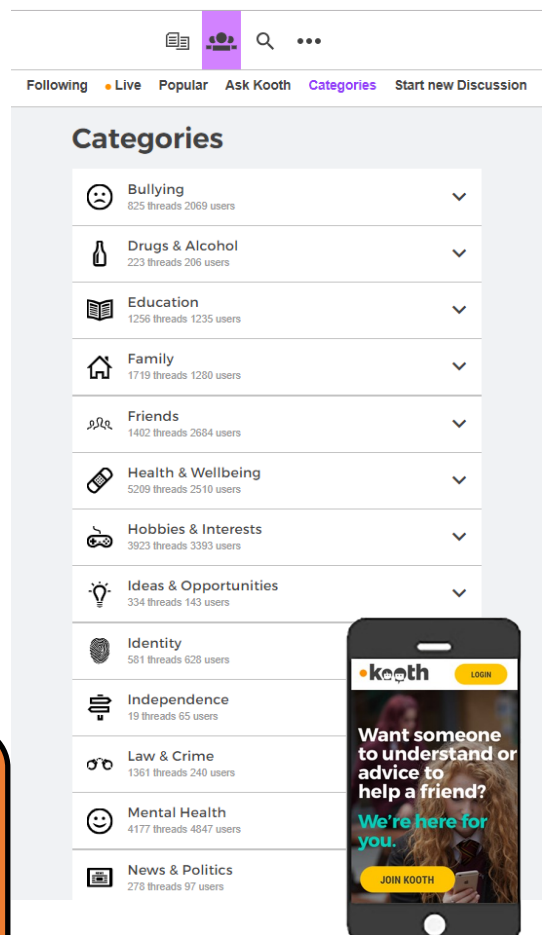 Following Live Popular Ask Kooth Categories Start new Discussion
Categories
Bullying
825 threads 2069 users
Drugs & Alcohol
223 threads 206 users
Education
1256 threads 1235 users
Family
1719 threads 1280 users
Friends
1402 threads 2684 users
Health & Wellbeing
5209 threads 2510 users
Hobbies & Interests
3923 threads 3393 users
Ideas & Opportunities
334 threads 143 users
Identity
581 threads 628 users
Independence
19 threads 65 users
Law & Crime
1361 threads 240 users
Mental Health
4177 threads 4847 users
News & Politics
278 threads 97 users
kooth LOGIN
Want someone
to understand or
advice to
help a friend?
We're here for
you.
JOIN KOOTH